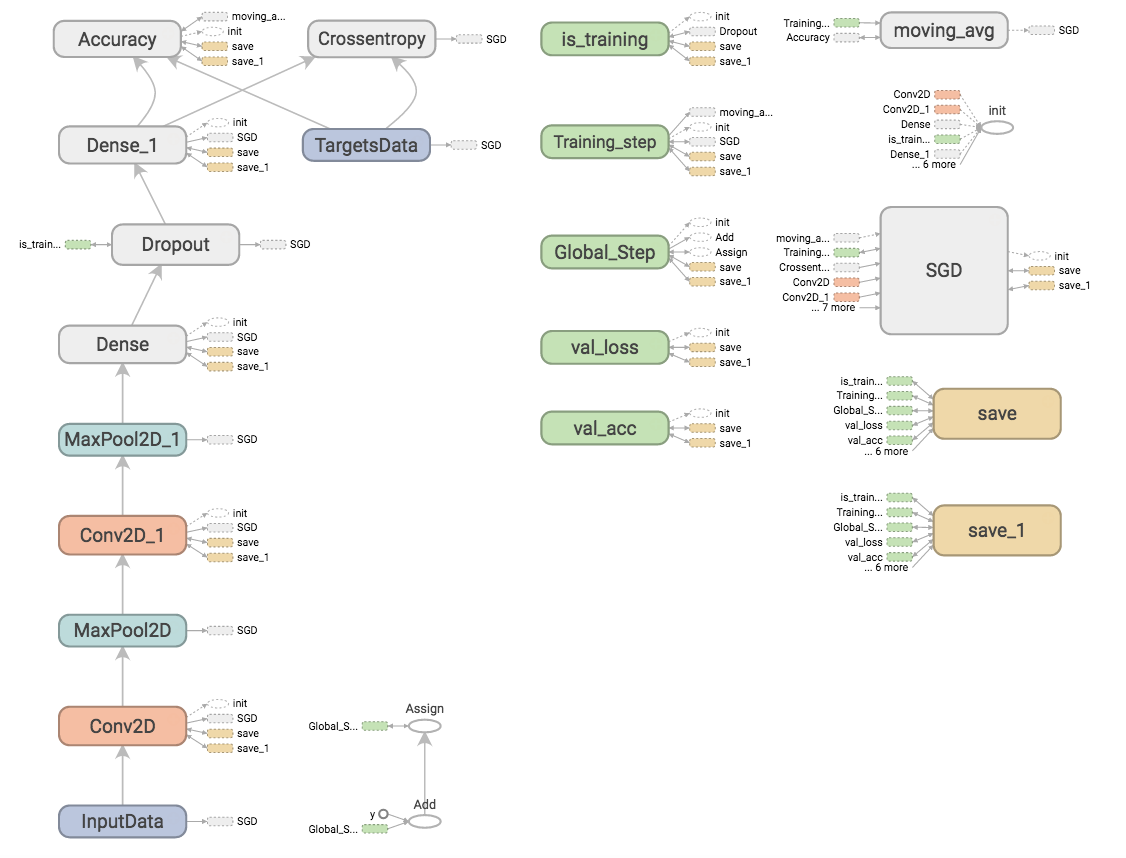 Accuracy
moving_a...
init
save
save_1
Crossentropy
SGD
Dense_1
init
SGD
save
save_1
TargetsData
SGD
is_train...
Dropout
SGD
Dense
init
SGD
save
save_1
MaxPool2D_1
SGD
Conv2D_1
init
SGD
save
save_1
MaxPool2D
SGD
Conv2D
init
SGD
save
save_1
InputData
SGD
Assign
Global_S...
Add
y
Global_S...
is_training
init
Dropout
save
save_1
Training_step
moving_a...
init
SGD
save
save_1
Global_Step
init
Add
Assign
save
save_1
val_loss
init
save
save_1
val_acc
init
save
save_1
Training...
Accuracy
moving_avg
SGD
Conv2D
Conv2D_1
Dense
is_train...
Dense_1
... 6 more
init
moving_a...
Training...
Crossent...
Conv2D
Conv2D_1
... 7 more
SGD
init
save
save_1
is_train...
Training...
Global_S...
val_loss
val_acc
... 6 more
save
is_train...
Training...
Global_S...
val_loss
val_acc
... 6 more
save_1